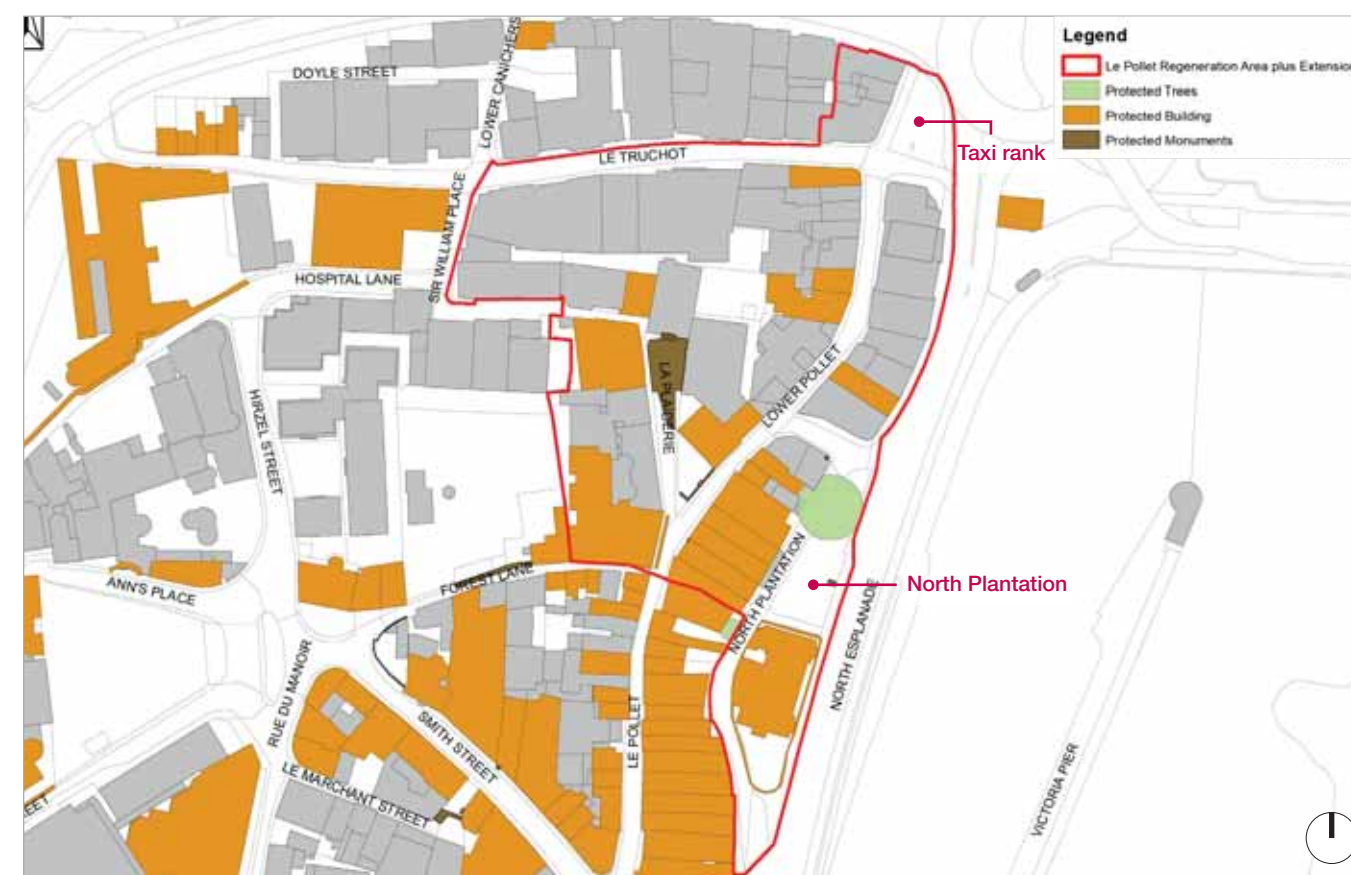 Legend
Le Pollet Regeneration Area plus Extension
Protected Trees
Protected Building
Protected Monuments
DOYLE STREET
LOWER CANICHERS
Taxi rank
LE TRUCHOT
SIR WILLIAM PLACE
HOSPITAL LANE
LA PLAIDERIE
LOWER POLLET
HIRZEL STREET
NORTH PLANTATION
North Plantation
FOREST LANE
ANN'S PLACE
NORTH ESPLANADE
RUE DU MANOIR
LE POLLET
SMITH STREET
LE MARCHANT STREET
VICTORIA PIER
EET